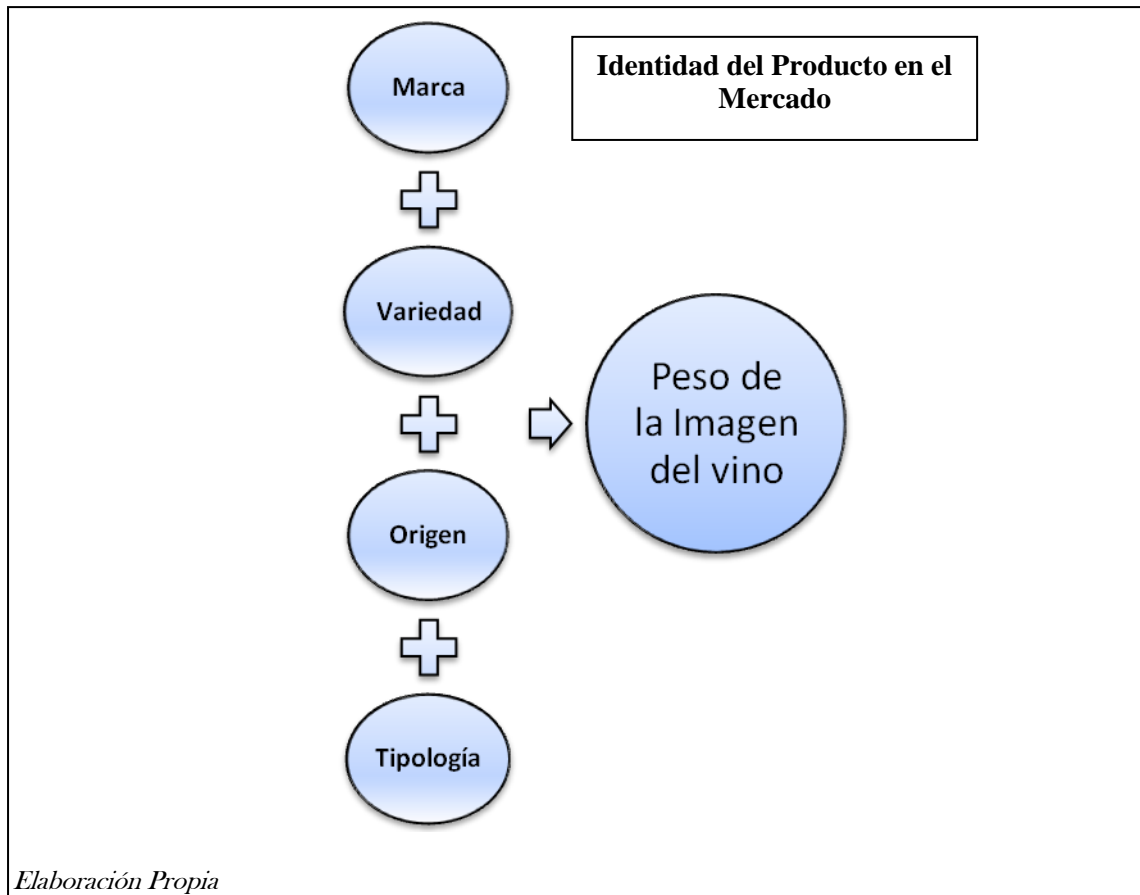 Identidad del Producto en el
Mercado
Marca
Variedad
Origen
Tipología
Peso de
la Imagen
del vino
Elaboración Propia